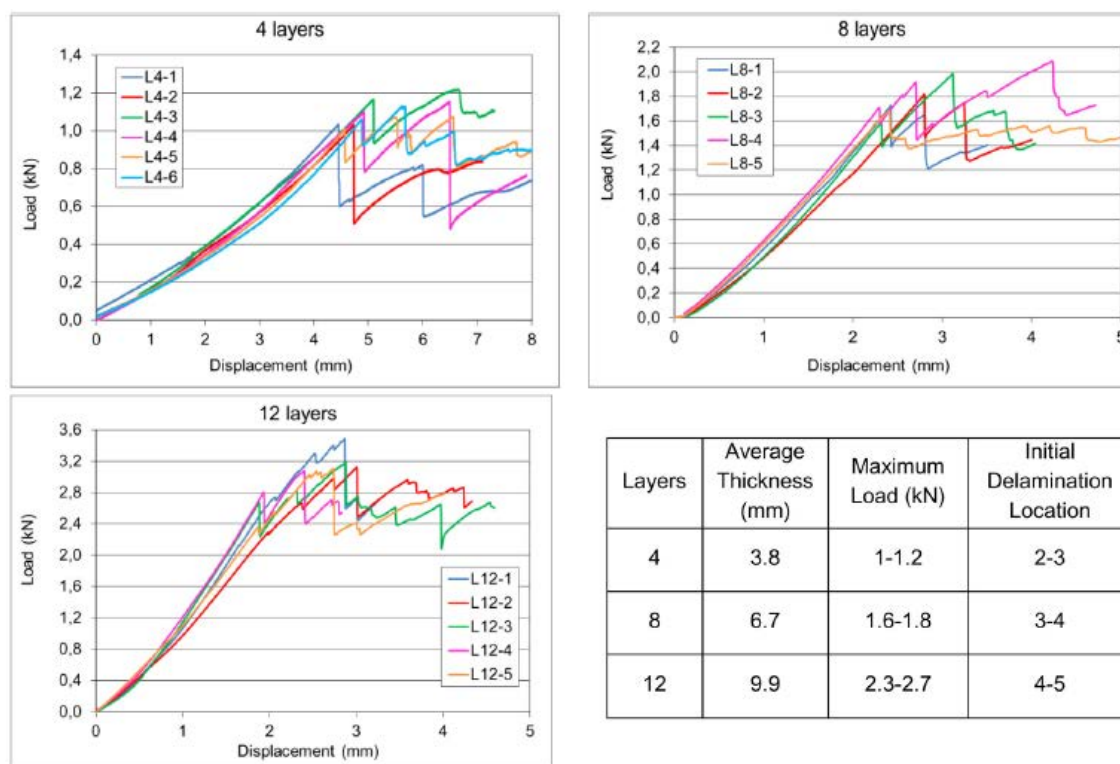 4 layers
1,4
1,2
1,0
0,8
0,6
0,4
0,2
0,0
Load (kN)
L4-1
L4-2
L4-3
L4-4
L4-5
L4-6
0 1 2 3 4 5 6 7 8
Displacement (mm)
8 layers
2,2
2,0
1,8
1,6
1,4
1,2
1,0
0,8
0,6
0,4
0,2
0,0
Load (kN)
L8-1
L8-2
L8-3
L8-4
L8-5
0 1 2 3 4 5
Displacement (mm)
12 layers
3,6
3,2
2,8
2,4
2,0
1,6
1,2
0,8
0,4
0,0
Load (kN)
L12-1
L12-2
L12-3
L12-4
L12-5
0 1 2 3 4 5
Displacement (mm)
Layers
Average
Thickness
(mm)
Maximum
Load (kN)
Initial
Delamination
Location
4 3.8 1-1.2 2-3
8 6.7 1.6-1.8 3-4
12 9.9 2.3-2.7 4-5